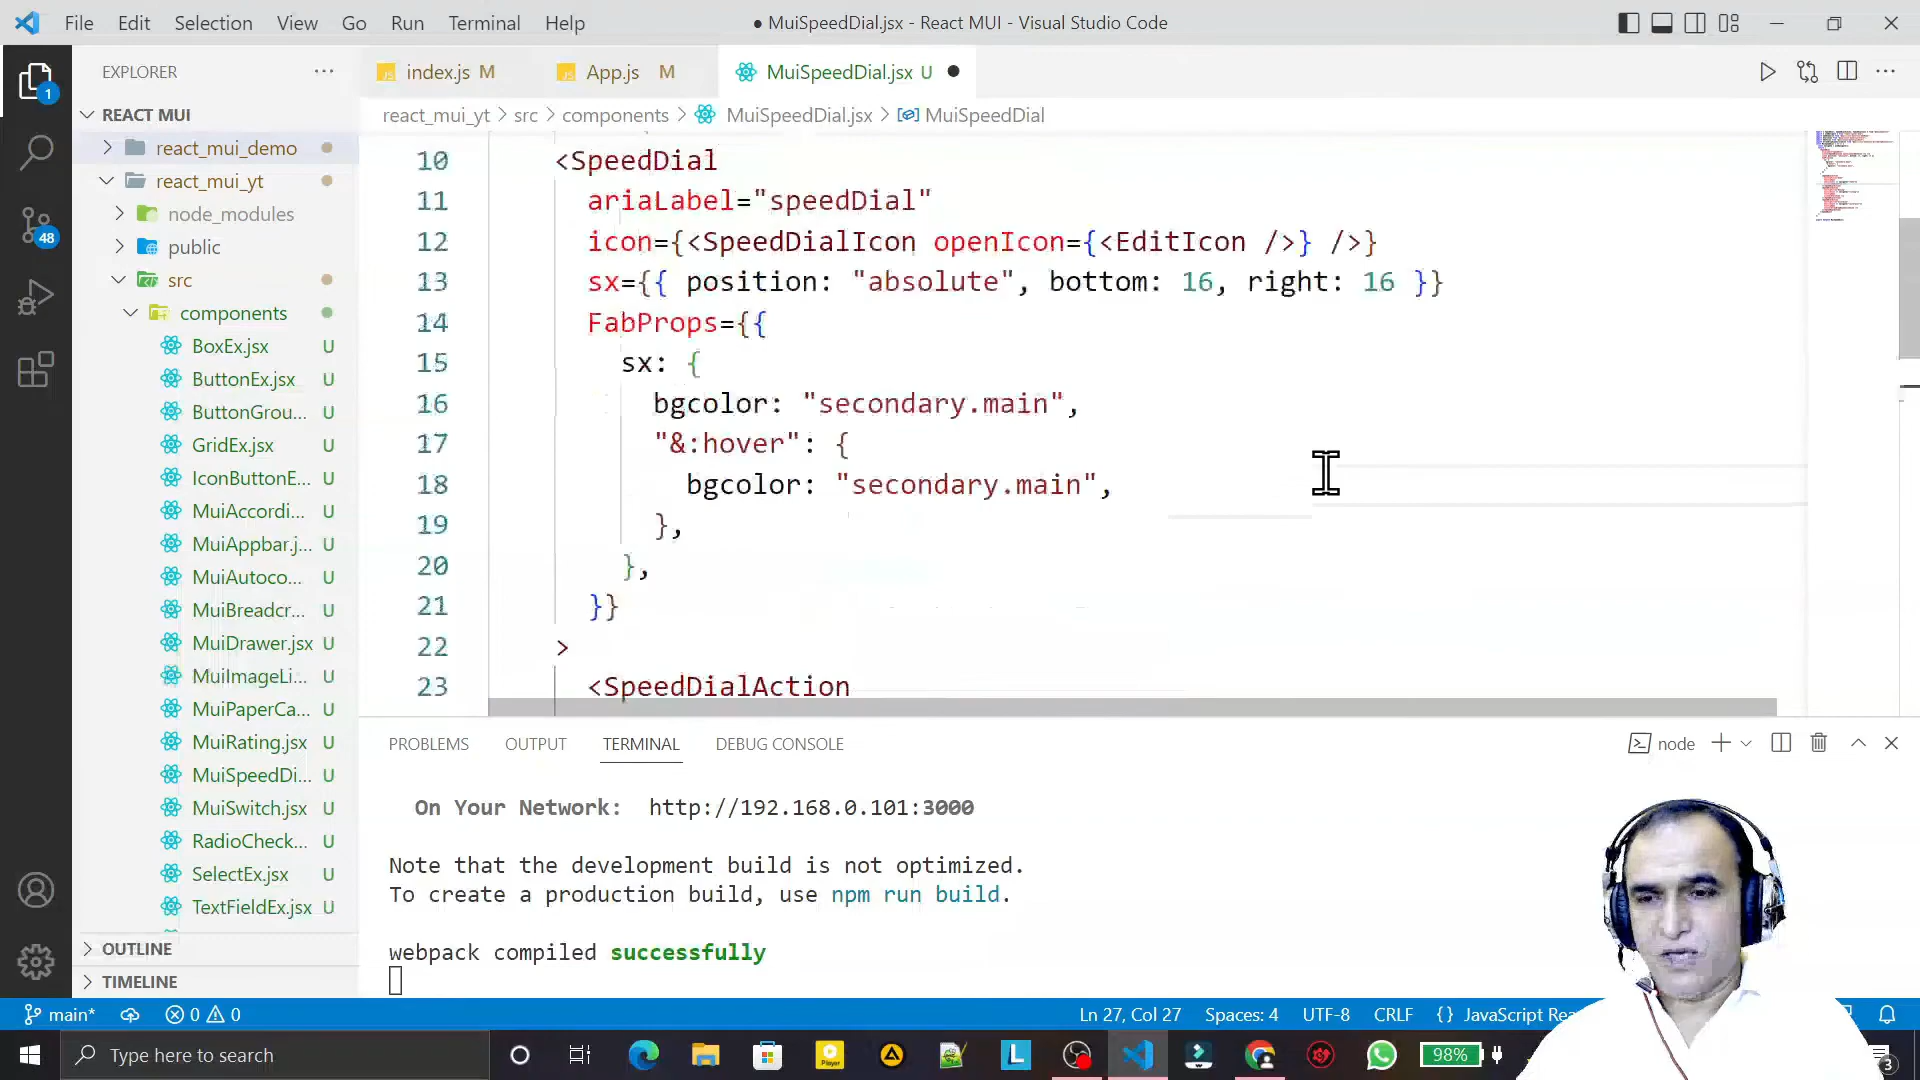 File Edit Selection View Go Run Terminal Help
● MuiSpeedDial.jsx - React MUI - Visual Studio Code
EXPLORER
index.js M
App.js M
MuiSpeedDial.jsx U
REACT MUI
react_mui_yt > src > components > MuiSpeedDial.jsx > MuiSpeedDial
react_mui_demo
react_mui_yt
node_modules
public
src
components
BoxEx.jsx U
ButtonEx.jsx U
ButtonGrou... U
GridEx.jsx U
IconButtonE... U
MuiAccordi... U
MuiAppbar.j... U
MuiAutoco... U
MuiBreadcr... U
MuiDrawer.jsx U
MuiImageLi... U
MuiPaperCa... U
MuiRating.jsx U
MuiSpeedDi... U
MuiSwitch.jsx U
RadioCheck... U
SelectEx.jsx U
TextFieldEx.jsx U
OUTLINE
TIMELINE
1
48
10 <SpeedDial
11 ariaLabel="speedDial"
12 icon={<SpeedDialIcon openIcon={<EditIcon />} />}
13 sx={{ position: "absolute", bottom: 16, right: 16 }}
14 FabProps={{
15 sx: {
16 bgcolor: "secondary.main",
17 "&:hover": {
18 bgcolor: "secondary.main",
19 },
20 },
21 }}
22 >
23 <SpeedDialAction
PROBLEMS OUTPUT TERMINAL DEBUG CONSOLE
node
On Your Network: http://192.168.0.101:3000
Note that the development build is not optimized.
To create a production build, use npm run build.
webpack compiled successfully
main* 0 0
Ln 27, Col 27 Spaces: 4 UTF-8 CRLF {} JavaScript Rea
Type here to search
Player
L
98%
3